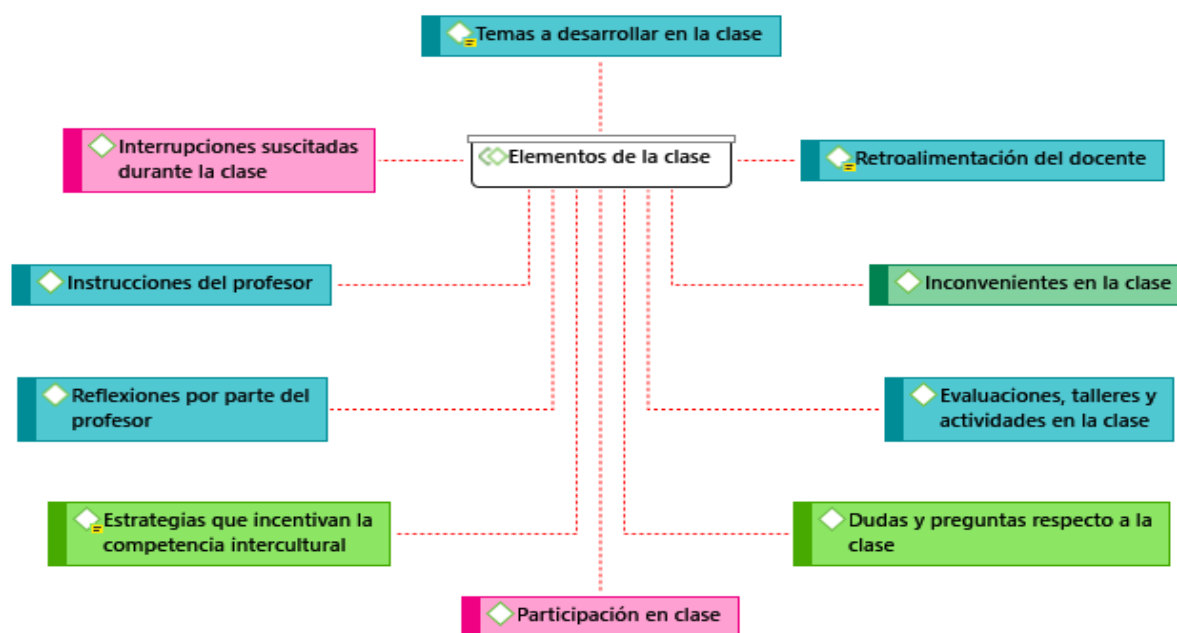 Temas a desarrollar en la clase
Interrupciones suscitadas
durante la clase
Elementos de la clase
Retroalimentación del docente
Instrucciones del profesor
Inconvenientes en la clase
Reflexiones por parte del
profesor
Evaluaciones, talleres y
actividades en la clase
Estrategias que incentivan la
competencia intercultural
Dudas y preguntas respecto a la
clase
Participación en clase